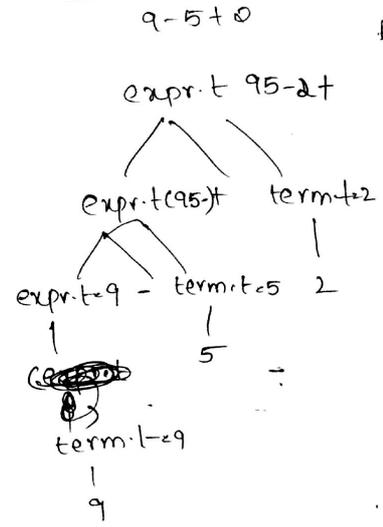 9-5+2
expr.t 95-2+
expr.t(95-)+ term.t=2
expr.t=9 - term.t=5 2
5
term.t=9
9